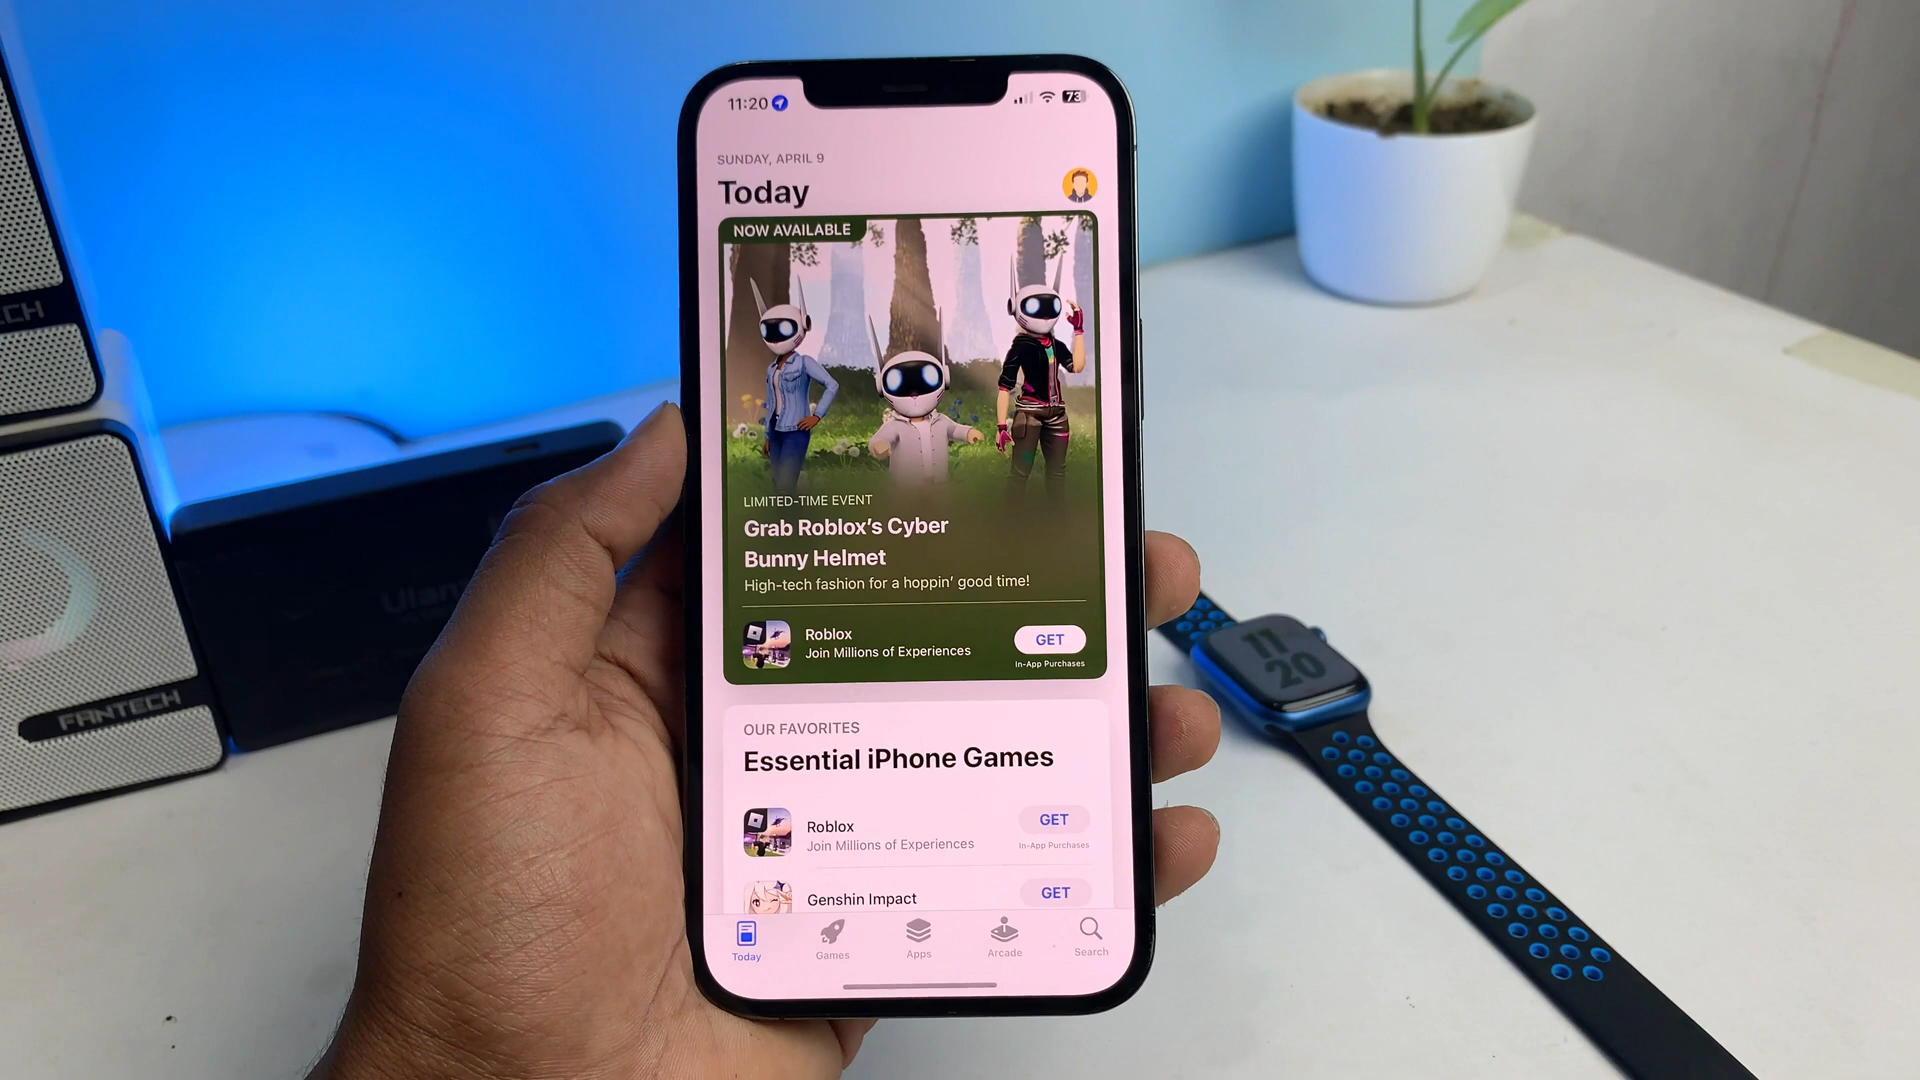 11:20
73
SUNDAY, APRIL 9
Today
NOW AVAILABLE
LIMITED-TIME EVENT
Grab Roblox’s Cyber
Bunny Helmet
High-tech fashion for a hoppin’ good time!
Roblox
Join Millions of Experiences
GET
In-App Purchases
OUR FAVORITES
Essential iPhone Games
Roblox
Join Millions of Experiences
GET
In-App Purchases
Genshin Impact
GET
Today
Games
Apps
Arcade
Search
FANTECH
11
20